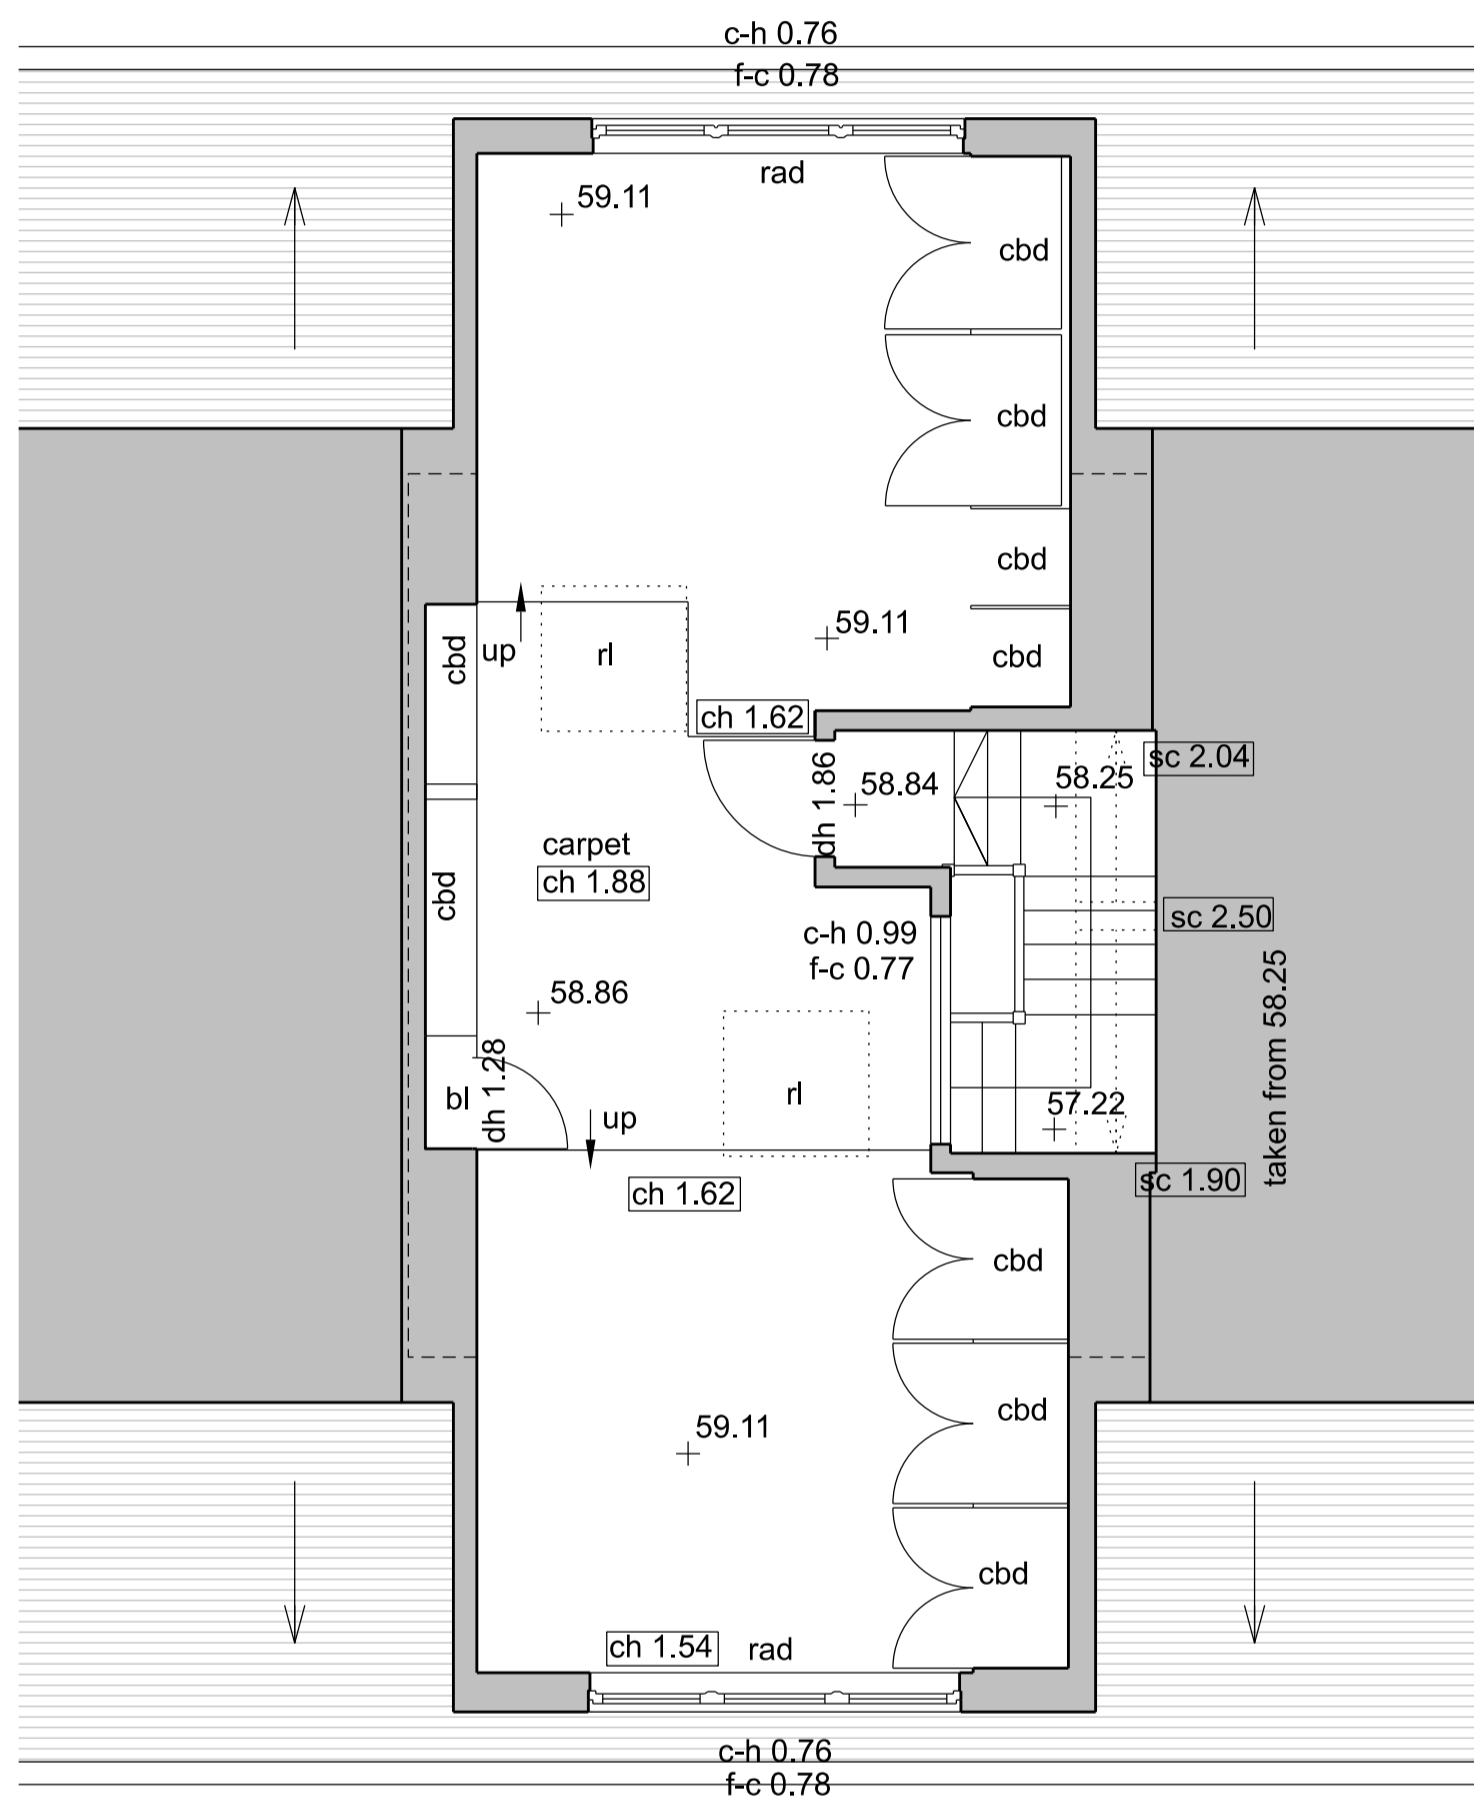 c-h 0.76
f-c 0.78
rad
59.11
cbd
cbd
cbd
59.11
cbd
up
rl
cbd
ch 1.62
sc 2.04
dh 1.86
58.84
58.25
carpet
ch 1.88
cbd
sc 2.50
c-h 0.99
f-c 0.77
taken from 58.25
58.86
dh 1.28
bl
rl
up
57.22
ch 1.62
sc 1.90
cbd
cbd
59.11
cbd
ch 1.54
rad
c-h 0.76
f-c 0.78